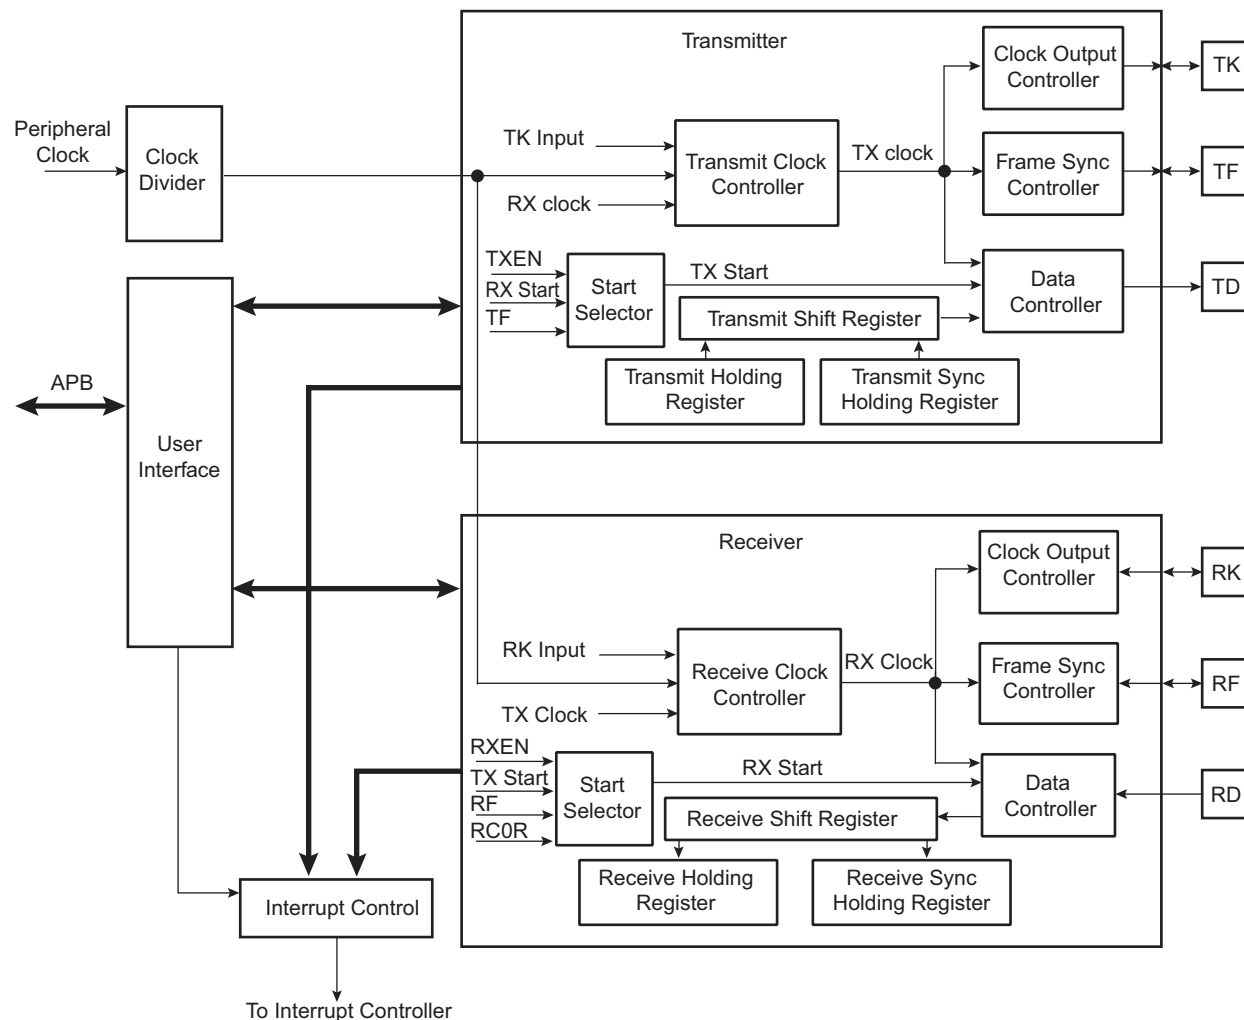 Transmitter
Clock Output
Controller
TK
Peripheral
Clock
Clock
Divider
TK Input
Transmit Clock
Controller
TX clock
Frame Sync
Controller
TF
RX clock
TXEN
RX Start
TF
Start
Selector
TX Start
Data
Controller
TD
Transmit Shift Register
Transmit Holding
Register
Transmit Sync
Holding Register
APB
User
Interface
Receiver
Clock Output
Controller
RK
RK Input
Receive Clock
Controller
RX Clock
Frame Sync
Controller
RF
TX Clock
RXEN
TX Start
RF
RC0R
Start
Selector
RX Start
Data
Controller
RD
Receive Shift Register
Receive Holding
Register
Receive Sync
Holding Register
Interrupt Control
To Interrupt Controller